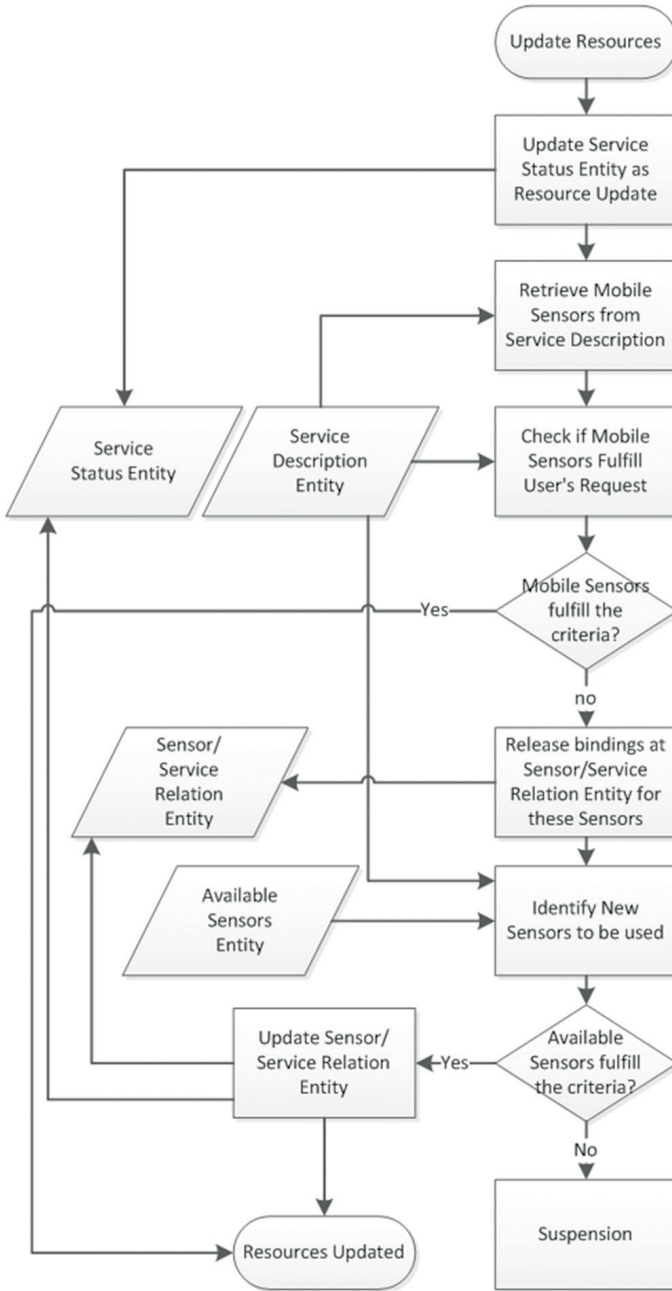 Update Resources
Update Service
Status Entity as
Resource Update
Retrieve Mobile
Sensors from
Service Description
Service
Status Entity
Service
Description
Entity
Check if Mobile
Sensors Fulfill
User's Request
Mobile Sensors
fulfill the
criteria?
Yes
no
Sensor/
Service
Relation
Entity
Release bindings at
Sensor/Service
Relation Entity for
these Sensors
Available
Sensors
Entity
Identify New
Sensors to be used
Update Sensor/
Service Relation
Entity
Yes
Available
Sensors fulfill
the criteria?
No
Suspension
Resources Updated